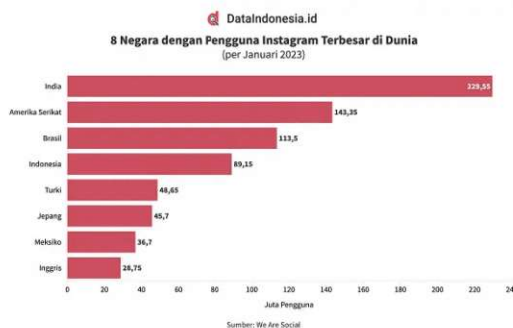 DataIndonesia.id
8 Negara dengan Pengguna Instagram Terbesar di Dunia
(per Januari 2023)
India 229,55
Amerika Serikat 143,35
Brasil 113,5
Indonesia 89,15
Turki 48,65
Jepang 45,7
Meksiko 36,7
Inggris 28,75
0 20 40 60 80 100 120 140 160 180 200 220 24
Juta Pengguna
Sumber: We Are Social